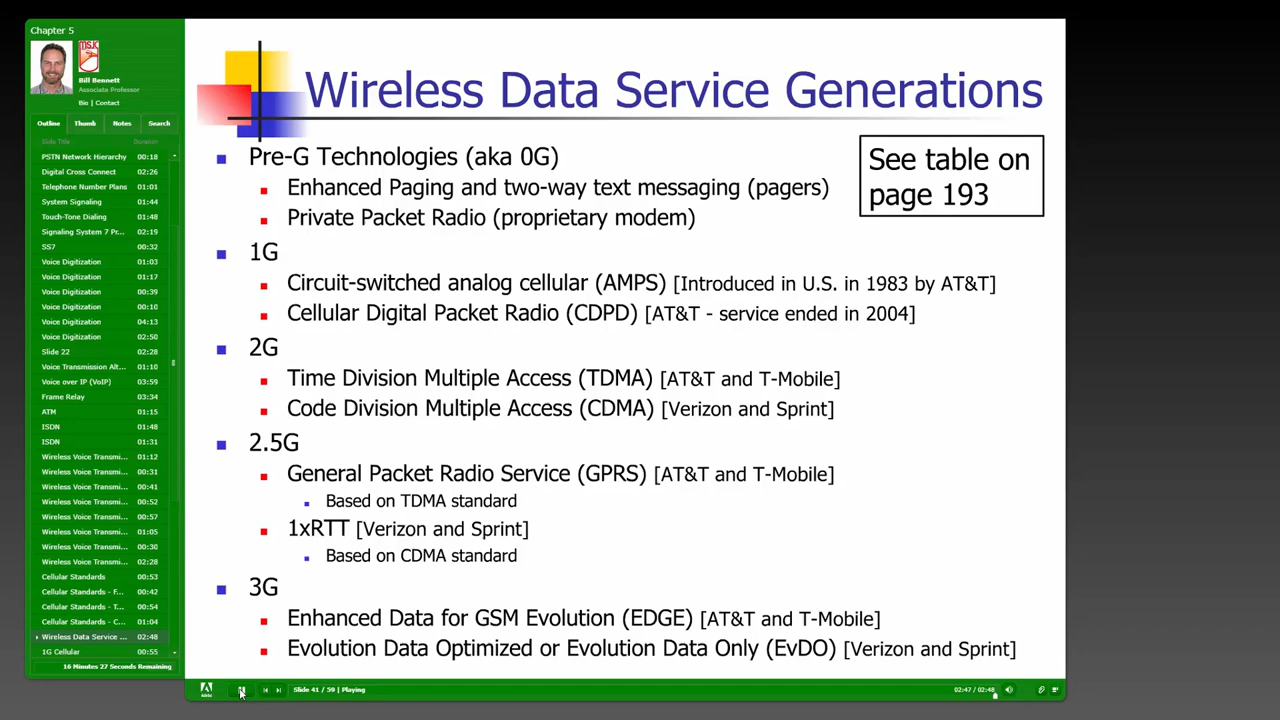 Chapter 5
MSK
Bill Bennett
Associate Professor
Bio | Contact
Outline Thumb Notes Search
Slide Title Duration
PSTN Network Hierarchy 00:18
Digital Cross Connect 02:26
Telephone Number Plans 01:01
System Signaling 01:44
Touch-Tone Dialing 01:48
Signaling System 7 Pr... 02:19
SS7 00:32
Voice Digitization 01:03
Voice Digitization 01:17
Voice Digitization 00:39
Voice Digitization 00:10
Voice Digitization 04:13
Voice Digitization 02:50
Slide 22 02:28
Voice Transmission Alt... 01:10
Voice over IP (VoIP) 03:59
Frame Relay 03:34
ATM 01:15
ISDN 00:48
ISDN 01:31
Wireless Voice Transmi... 01:12
Wireless Voice Transmi... 00:31
Wireless Voice Transmi... 00:41
Wireless Voice Transmi... 00:52
Wireless Voice Transmi... 00:57
Wireless Voice Transmi... 01:05
Wireless Voice Transmi... 00:30
Wireless Voice Transmi... 02:28
Cellular Standards 00:53
Cellular Standards - F... 00:42
Cellular Standards - T... 00:54
Cellular Standards - C... 01:04
Wireless Data Service ... 02:48
1G Cellular 00:55
16 Minutes 27 Seconds Remaining
Wireless Data Service Generations
See table on
page 193
Pre-G Technologies (aka 0G)
Enhanced Paging and two-way text messaging (pagers)
Private Packet Radio (proprietary modem)
1G
Circuit-switched analog cellular (AMPS) [Introduced in U.S. in 1983 by AT&T]
Cellular Digital Packet Radio (CDPD) [AT&T - service ended in 2004]
2G
Time Division Multiple Access (TDMA) [AT&T and T-Mobile]
Code Division Multiple Access (CDMA) [Verizon and Sprint]
2.5G
General Packet Radio Service (GPRS) [AT&T and T-Mobile]
Based on TDMA standard
1xRTT [Verizon and Sprint]
Based on CDMA standard
3G
Enhanced Data for GSM Evolution (EDGE) [AT&T and T-Mobile]
Evolution Data Optimized or Evolution Data Only (EvDO) [Verizon and Sprint]
Slide 41 / 59 | Playing
02:47 / 02:48